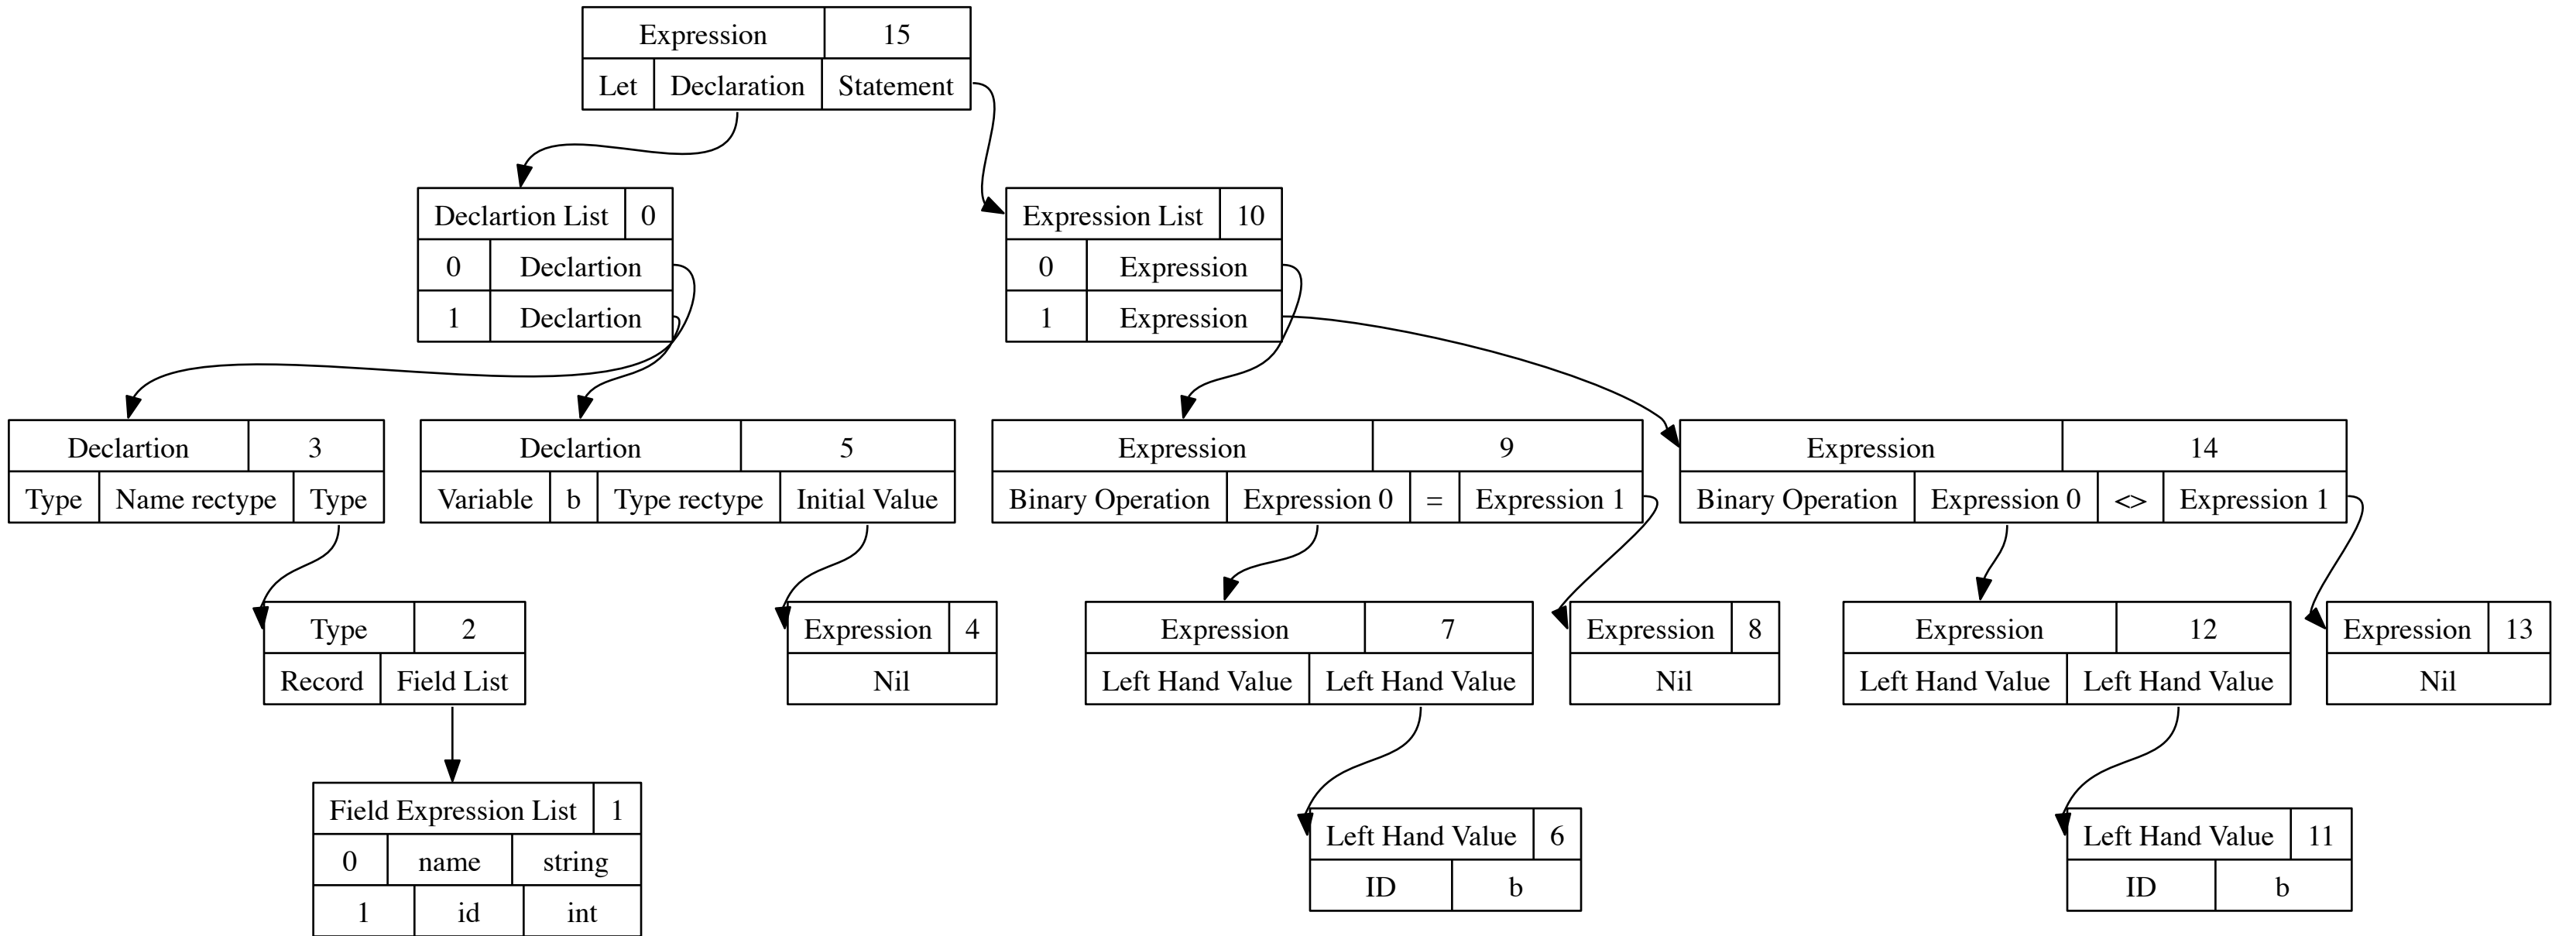 Expression 15
Let Declaration Statement
Declartion List 0
0 Declartion
1 Declartion
Expression List 10
0 Expression
1 Expression
Declartion 3
Type Name rectype Type
Declartion 5
Variable b Type rectype Initial Value
Expression 9
Binary Operation Expression 0 = Expression 1
Expression 14
Binary Operation Expression 0 <> Expression 1
Type 2
Record Field List
Expression 4
Nil
Expression 7
Left Hand Value Left Hand Value
Expression 8
Nil
Expression 12
Left Hand Value Left Hand Value
Expression 13
Nil
Field Expression List 1
0 name string
1 id int
Left Hand Value 6
ID b
Left Hand Value 11
ID b